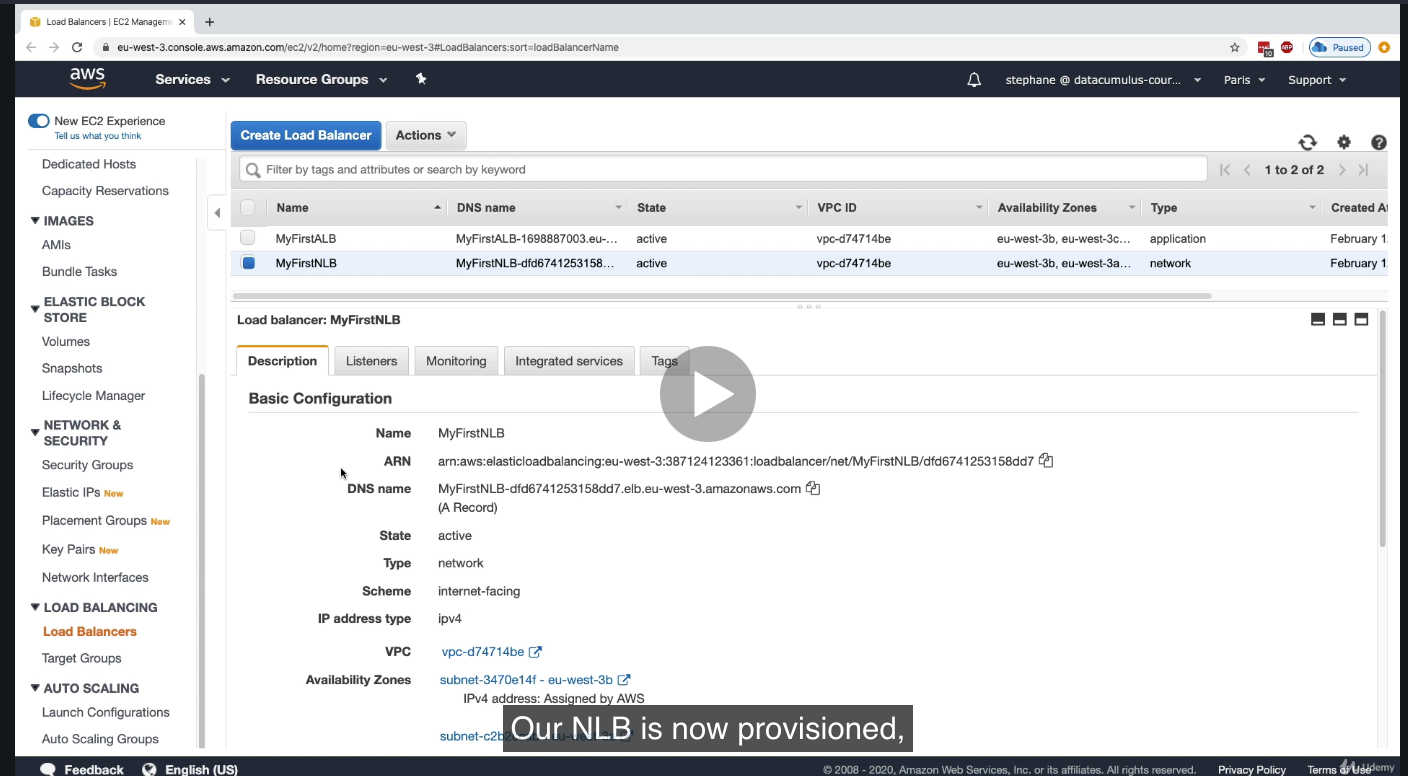 Load Balancers | EC2 Managem
eu-west-3.console.aws.amazon.com/ec2/v2/home?region=eu-west-3#LoadBalancers:sort=loadBalancerName
10
ABP
Paused
aws
Services
Resource Groups
stephane @ datacumulus-cour...
Paris
Support
New EC2 Experience
Tell us what you think
Dedicated Hosts
Capacity Reservations
IMAGES
AMIs
Bundle Tasks
ELASTIC BLOCK
STORE
Volumes
Snapshots
Lifecycle Manager
NETWORK &
SECURITY
Security Groups
Elastic IPs New
Placement Groups New
Key Pairs New
Network Interfaces
LOAD BALANCING
Load Balancers
Target Groups
AUTO SCALING
Launch Configurations
Auto Scaling Groups
Create Load Balancer Actions
Filter by tags and attributes or search by keyword
1 to 2 of 2
Name DNS name State VPC ID Availability Zones Type Created At
MyFirstALB MyFirstALB-1698887003.eu-... active vpc-d74714be eu-west-3b, eu-west-3c... application February 1
MyFirstNLB MyFirstNLB-dfd6741253158... active vpc-d74714be eu-west-3b, eu-west-3a... network February 1
Load balancer: MyFirstNLB
Description Listeners Monitoring Integrated services Tags
Basic Configuration
Name MyFirstNLB
ARN arn:aws:elasticloadbalancing:eu-west-3:387124123361:loadbalancer/net/MyFirstNLB/dfd6741253158dd7
DNS name MyFirstNLB-dfd6741253158dd7.elb.eu-west-3.amazonaws.com
(A Record)
State active
Type network
Scheme internet-facing
IP address type ipv4
VPC vpc-d74714be
Availability Zones subnet-3470e14f - eu-west-3b
IPv4 address: Assigned by AWS
Our NLB is now provisioned,
Feedback English (US)
© 2008 - 2020, Amazon Web Services, Inc. or its affiliates. All rights reserved. Privacy Policy Terms of Use
Udemy